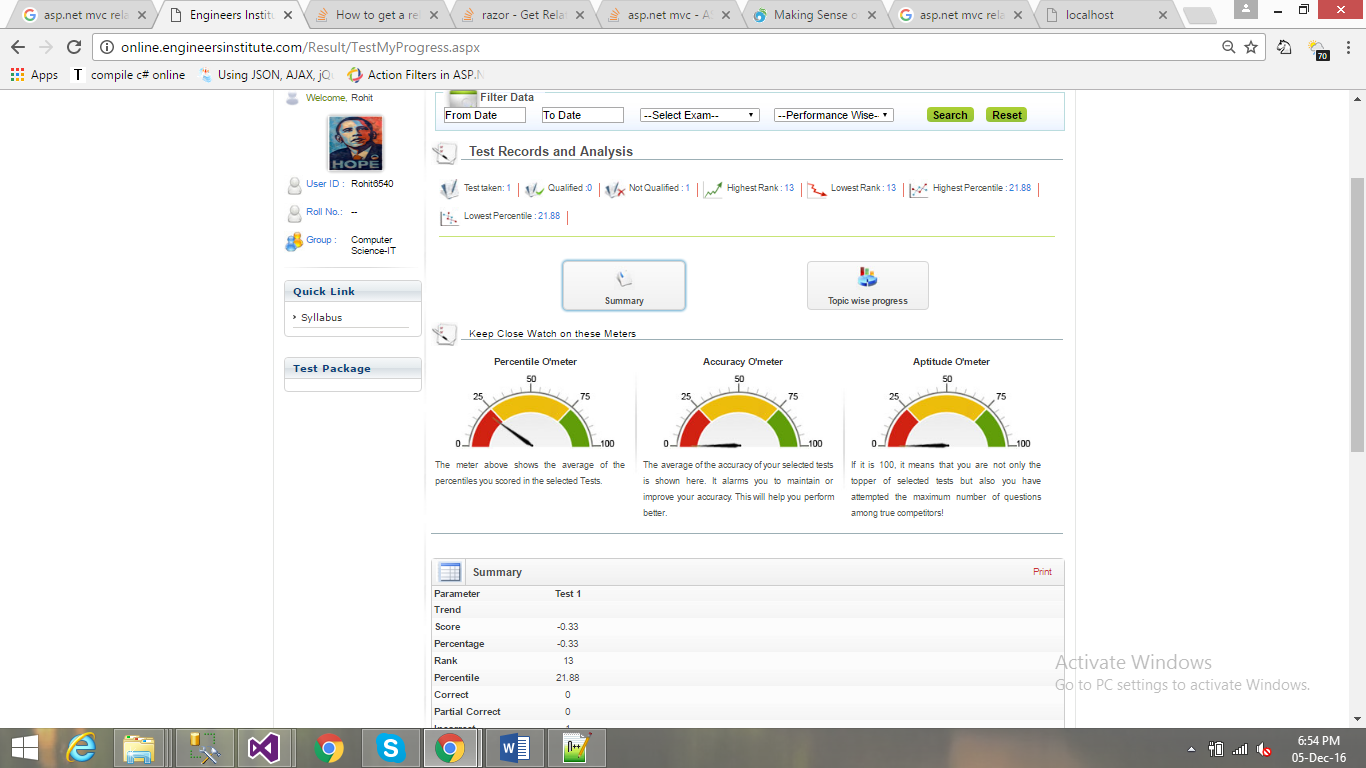 asp.net mvc rela
Engineers Institu
How to get a re
razor - Get Rela
asp.net mvc - A
Making Sense o
asp.net mvc rela
localhost
online.engineersinstitute.com/Result/TestMyProgress.aspx
70
Apps
T compile c# online
Using JSON, AJAX, jQ
Action Filters in ASP.N
Welcome, Rohit
HOPE
User ID : Rohit6540
Roll No.: --
Group : Computer
Science-IT
Quick Link
Syllabus
Test Package
Filter Data
From Date To Date --Select Exam-- --Performance Wise- Search Reset
Test Records and Analysis
Test taken: 1 Qualified :0 Not Qualified : 1 Highest Rank : 13 Lowest Rank : 13 Highest Percentile : 21.88
Lowest Percentile : 21.88
Summary Topic wise progress
Keep Close Watch on these Meters
Percentile O'meter
0 25 50 75 100
The meter above shows the average of the
percentiles you scored in the selected Tests.
Accuracy O'meter
0 25 50 75 100
The average of the accuracy of your selected tests
is shown here. It alarms you to maintain or
improve your accuracy. This will help you perform
better.
Aptitude O'meter
0 25 50 75 100
If it is 100, it means that you are not only the
topper of selected tests but also you have
attempted the maximum number of questions
among true competitors!
Summary Print
Parameter Test 1
Trend
Score -0.33
Percentage -0.33
Rank 13
Percentile 21.88
Correct 0
Partial Correct 0
Incorrect 1
Activate Windows
Go to PC settings to activate Windows.
6:54 PM
05-Dec-16